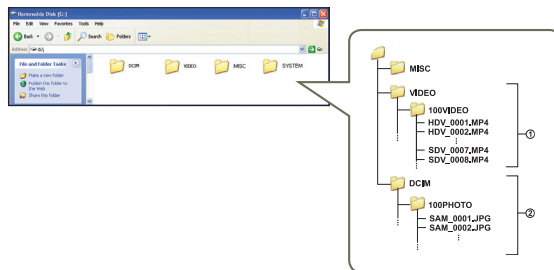 Removable Disk (G:)
File Edit View Favorites Tools Help
Back Search Folders
Address G:\ Go
File and Folder Tasks
Make a new folder
Publish this folder to
the Web
Share this folder
DCIM VIDEO MISC SYSTEM
MISC
VIDEO
100VIDEO
HDV_0001.MP4
HDV_0002.MP4
①
SDV_0007.MP4
SDV_0008.MP4
DCIM
100PHOTO
②
SAM_0001.JPG
SAM_0002.JPG